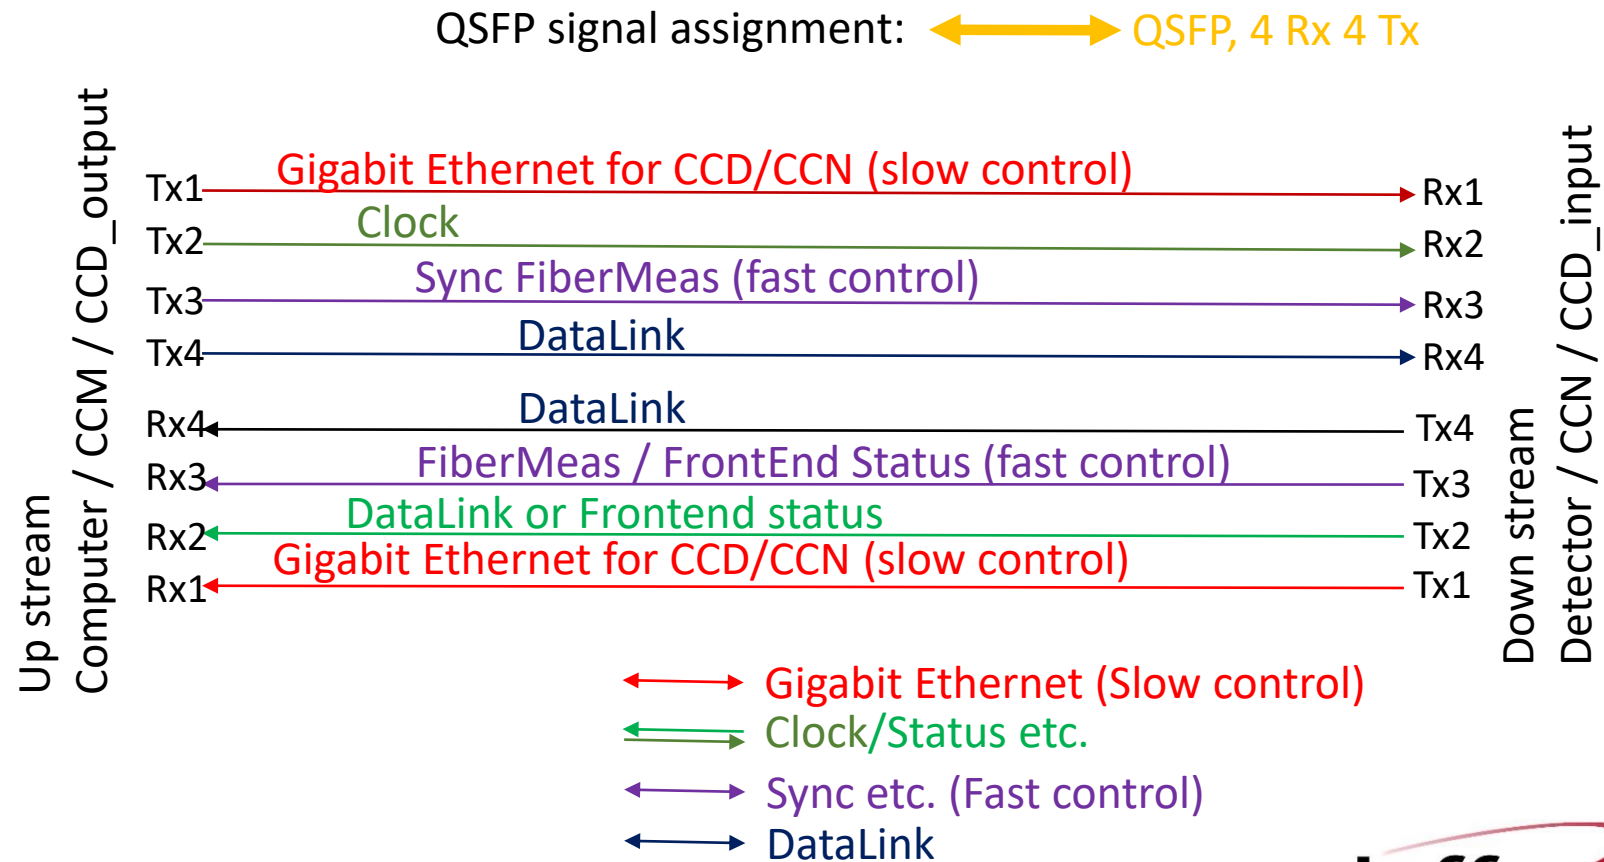 QSFP signal assignment: QSFP, 4 Rx 4 Tx
Up stream
Computer / CCM / CCD_output
Tx1 Gigabit Ethernet for CCD/CCN (slow control) Rx1
Tx2 Clock Rx2
Tx3 Sync FiberMeas (fast control) Rx3
Tx4 DataLink Rx4
Rx4 DataLink Tx4
Rx3 FiberMeas / FrontEnd Status (fast control) Tx3
Rx2 DataLink or Frontend status Tx2
Rx1 Gigabit Ethernet for CCD/CCN (slow control) Tx1
Down stream
Detector / CCN / CCD_input
Gigabit Ethernet (Slow control)
Clock/Status etc.
Sync etc. (Fast control)
DataLink